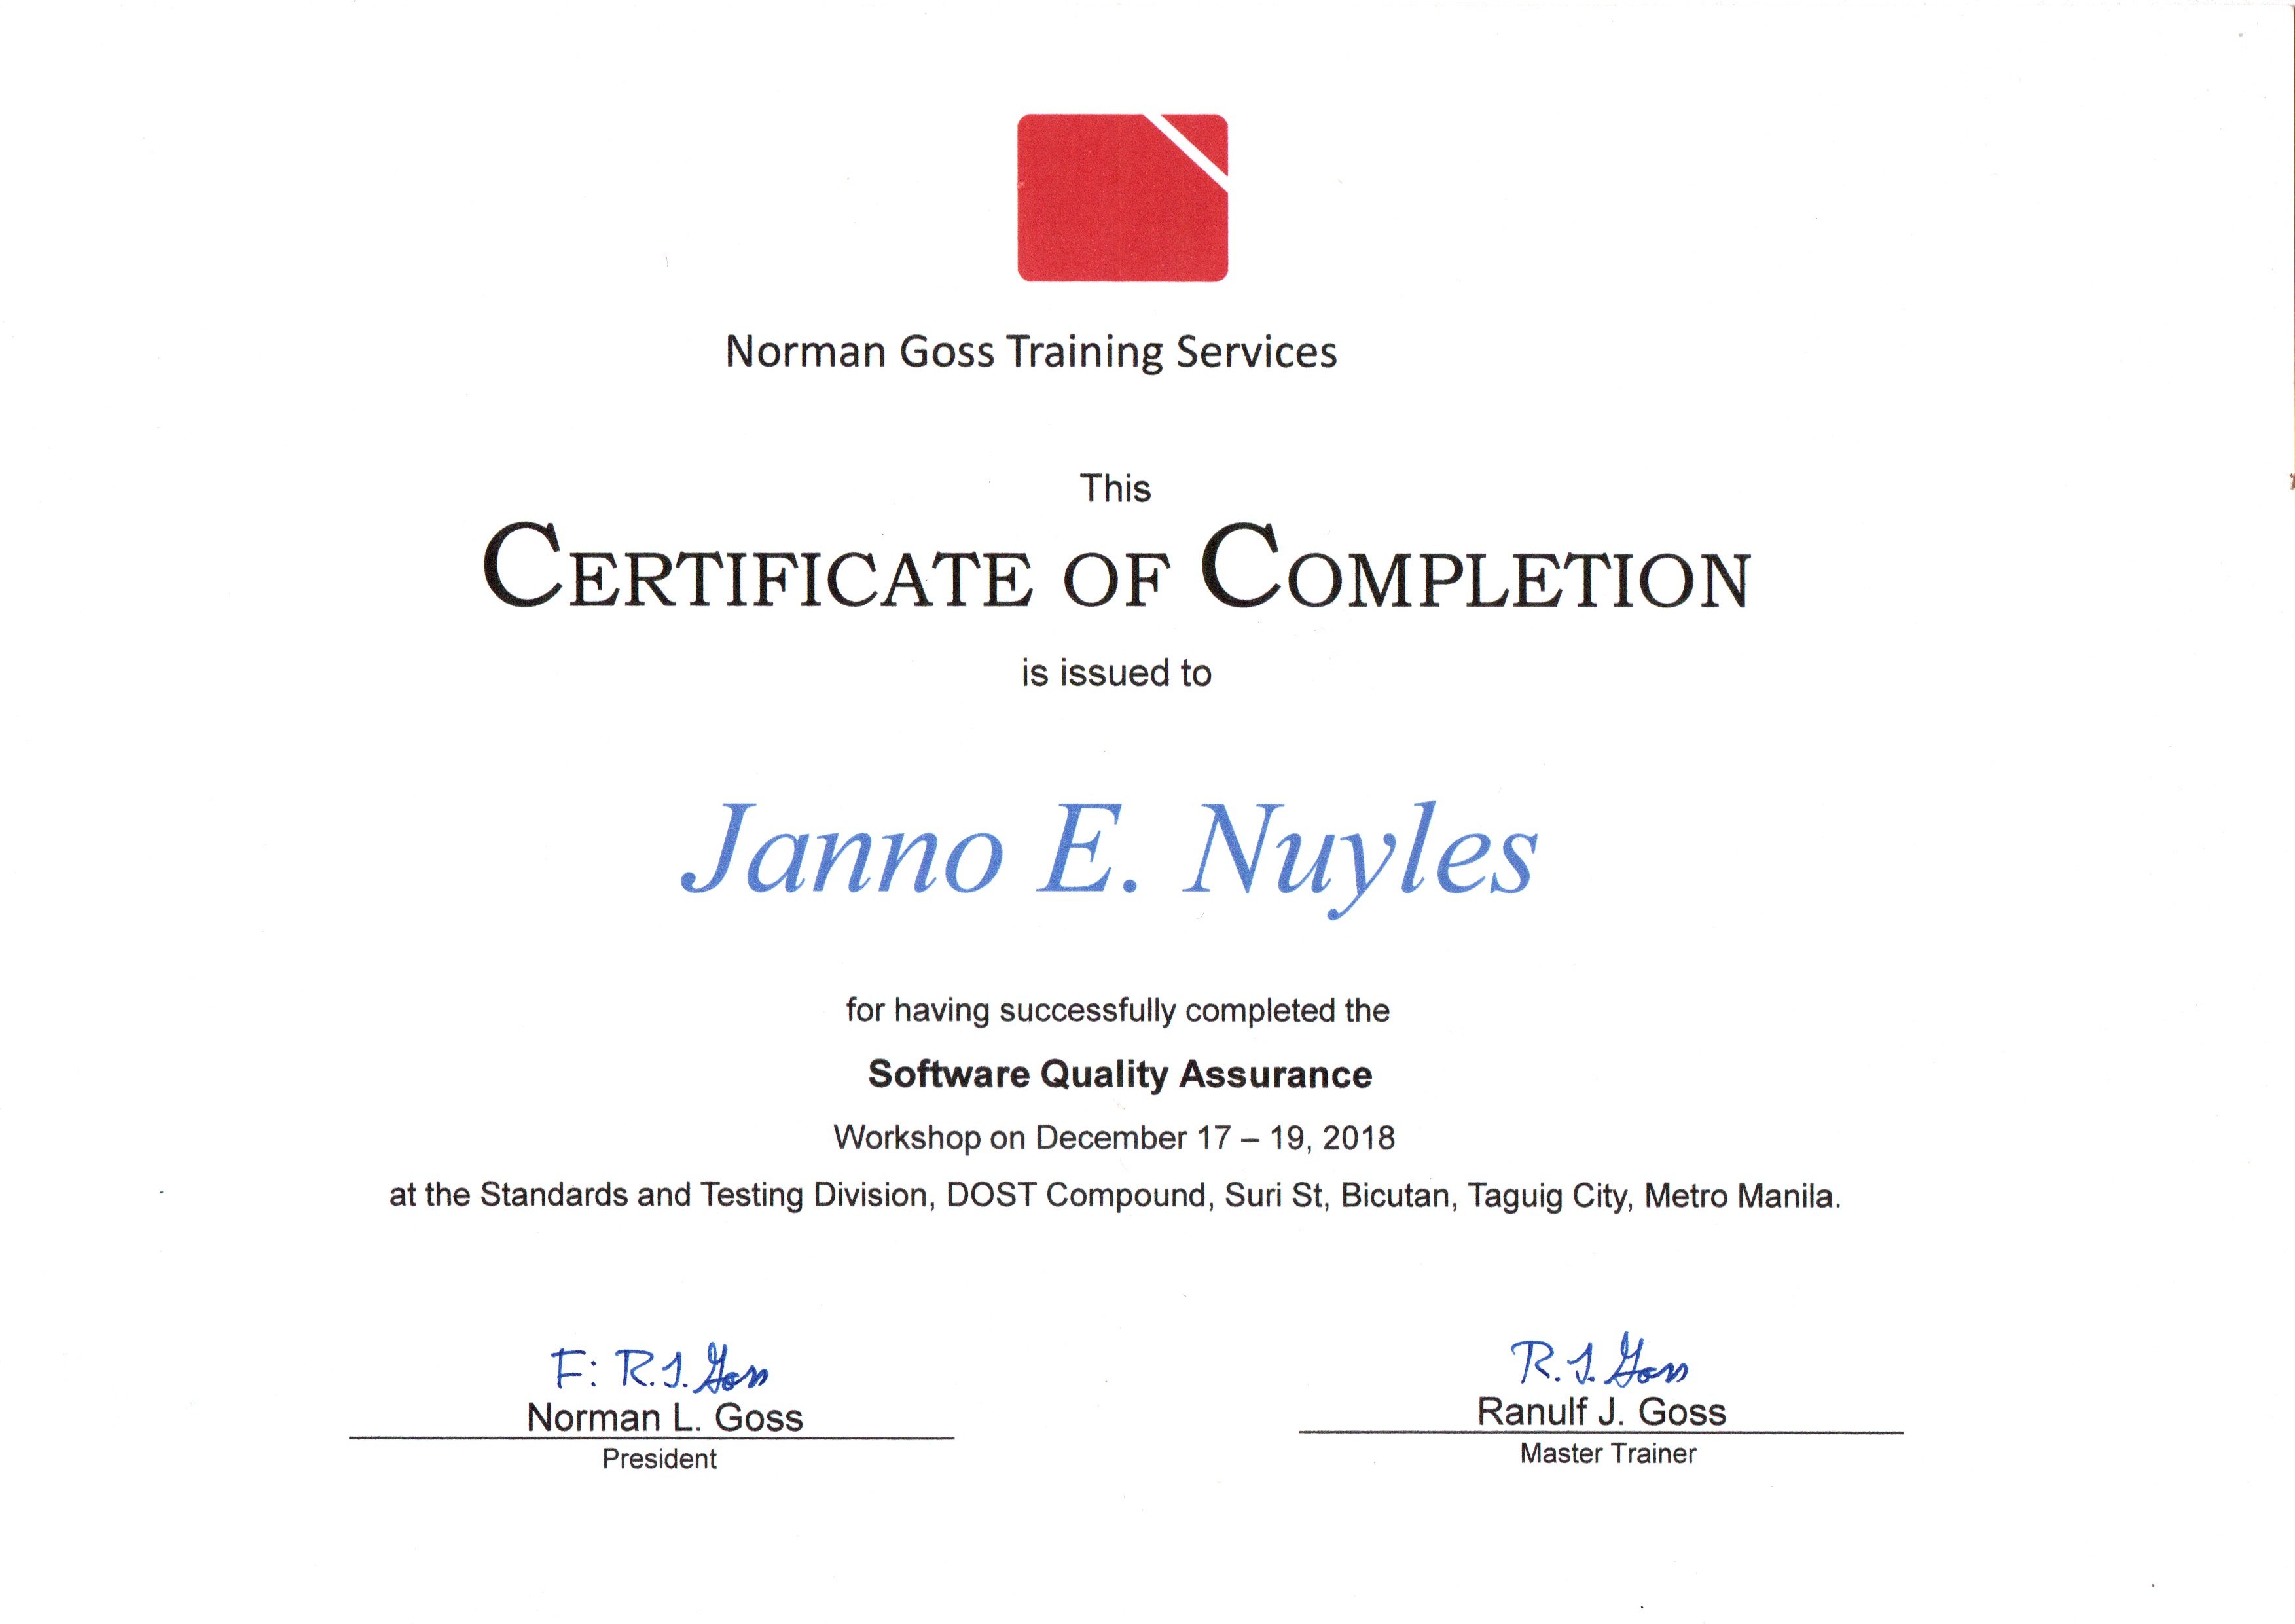 Norman Goss Training Services
This
CERTIFICATE OF COMPLETION
is issued to
Janno E. Nuyles
for having successfully completed the
Software Quality Assurance
Workshop on December 17 – 19, 2018
at the Standards and Testing Division, DOST Compound, Suri St, Bicutan, Taguig City, Metro Manila.
F: R.J. Goss
Norman L. Goss
President
R.J. Goss
Ranulf J. Goss
Master Trainer